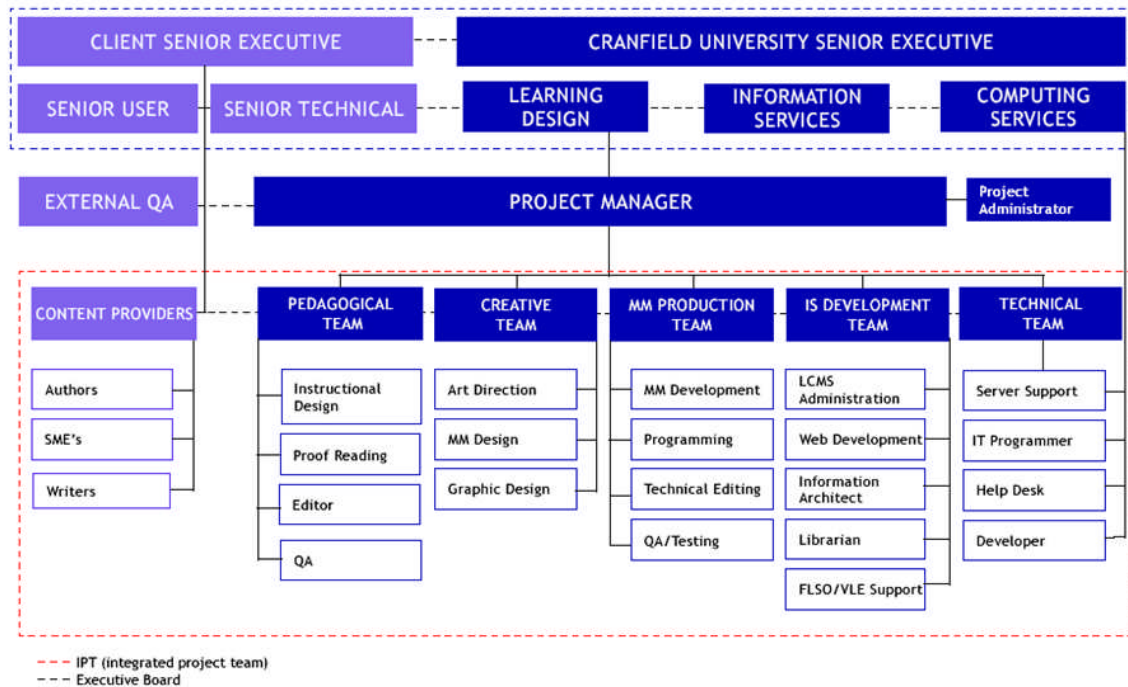 CLIENT SENIOR EXECUTIVE
CRANFIELD UNIVERSITY SENIOR EXECUTIVE
SENIOR USER
SENIOR TECHNICAL
LEARNING
DESIGN
INFORMATION
SERVICES
COMPUTING
SERVICES
EXTERNAL QA
PROJECT MANAGER
Project
Administrator
CONTENT PROVIDERS
PEDAGOGICAL
TEAM
CREATIVE
TEAM
MM PRODUCTION
TEAM
IS DEVELOPMENT
TEAM
TECHNICAL
TEAM
Authors
SME's
Writers
Instructional
Design
Proof Reading
Editor
QA
Art Direction
MM Design
Graphic Design
MM Development
Programming
Technical Editing
QA/Testing
LCMS
Administration
Web Development
Information
Architect
Librarian
FLSO/VLE Support
Server Support
IT Programmer
Help Desk
Developer
IPT (integrated project team)
Executive Board